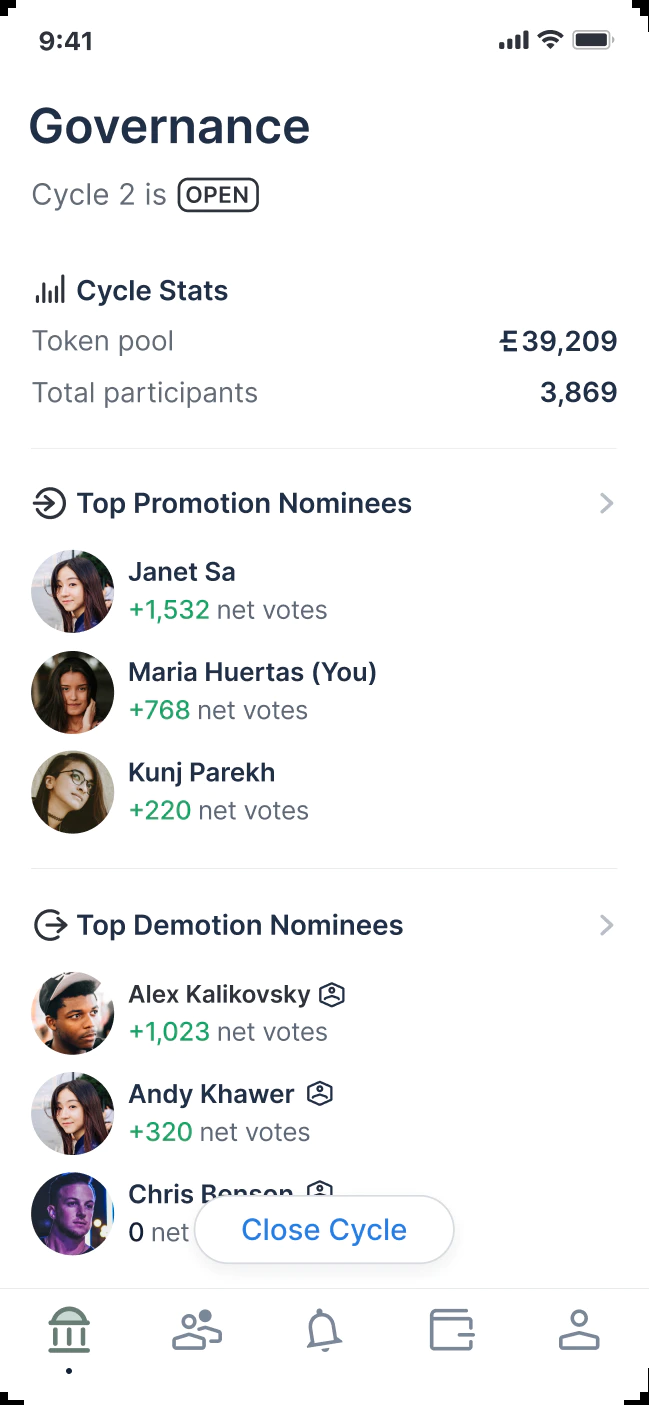 9:41
Governance
Cycle 2 is OPEN
Cycle Stats
Token pool Ɛ39,209
Total participants 3,869
Top Promotion Nominees
Janet Sa
+1,532 net votes
Maria Huertas (You)
+768 net votes
Kunj Parekh
+220 net votes
Top Demotion Nominees
Alex Kalikovsky
+1,023 net votes
Andy Khawer
+320 net votes
Chris Benson
0 net
Close Cycle